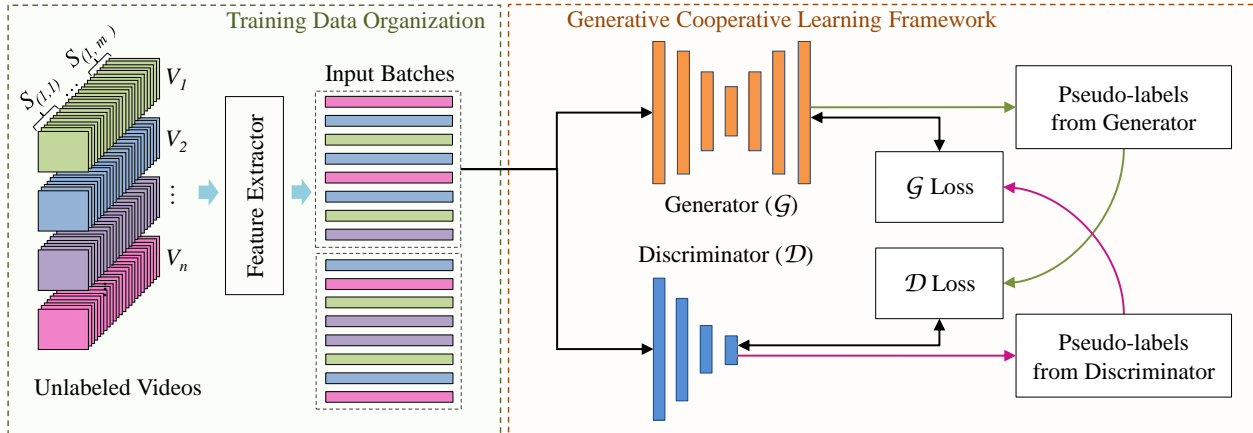 Training Data Organization
S(1,1) ... S(1,m)
V1
V2
⋮
Vn
Unlabeled Videos
Feature Extractor
Input Batches
Generative Cooperative Learning Framework
Generator (𝒢)
Discriminator (𝒟)
𝒢 Loss
𝒟 Loss
Pseudo-labels
from Generator
Pseudo-labels
from Discriminator